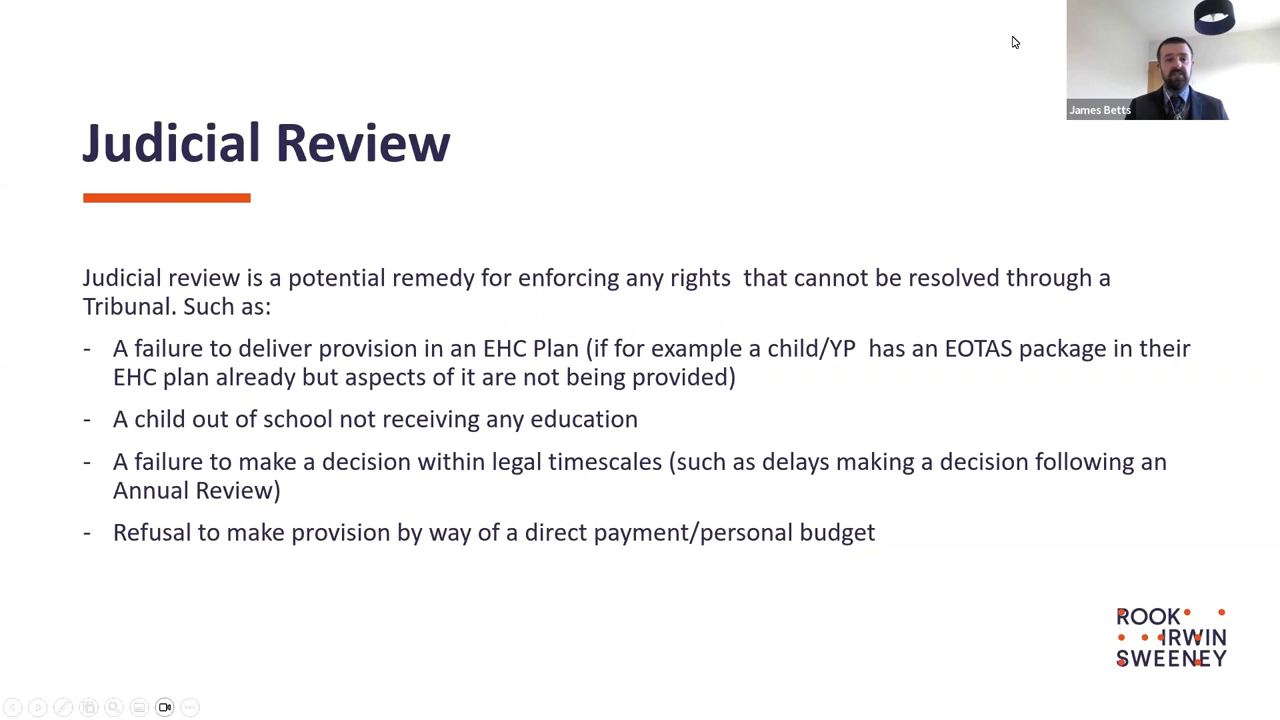 James Betts
Judicial Review
Judicial review is a potential remedy for enforcing any rights  that cannot be resolved through a
Tribunal. Such as:
- A failure to deliver provision in an EHC Plan (if for example a child/YP  has an EOTAS package in their
EHC plan already but aspects of it are not being provided)
- A child out of school not receiving any education
- A failure to make a decision within legal timescales (such as delays making a decision following an
Annual Review)
- Refusal to make provision by way of a direct payment/personal budget
ROOK
IRWIN
SWEENEY